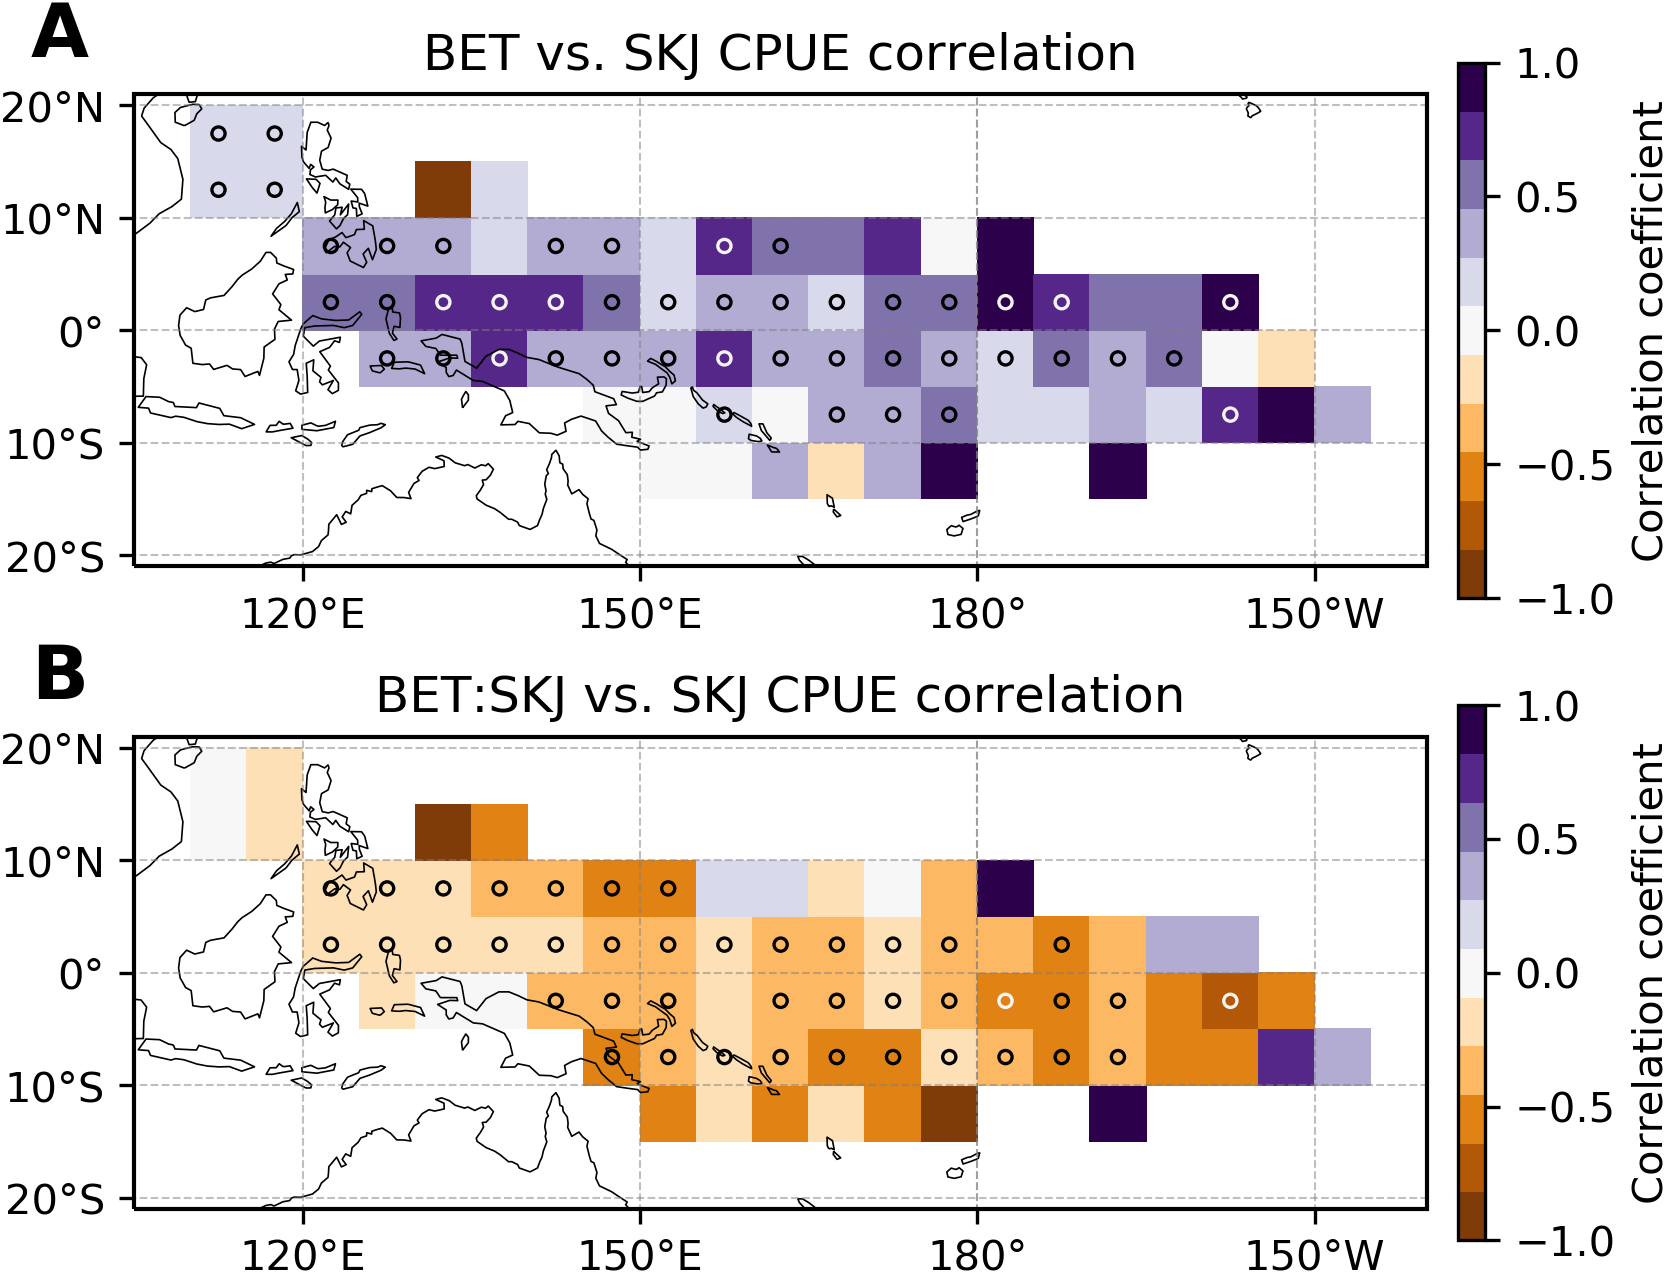 A
BET vs. SKJ CPUE correlation
20°N
10°N
0°
10°S
20°S
120°E
150°E
180°
150°W
1.0
0.5
0.0
−0.5
−1.0
Correlation coefficient
B
BET:SKJ vs. SKJ CPUE correlation
20°N
10°N
0°
10°S
20°S
120°E
150°E
180°
150°W
1.0
0.5
0.0
−0.5
−1.0
Correlation coefficient